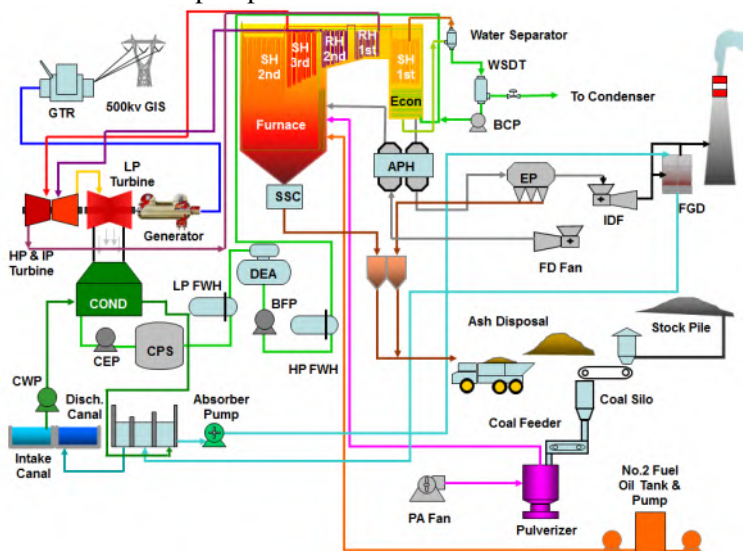 SH
2nd
SH
3rd
RH
2nd
RH
1st
SH
1st
Econ
Furnace
Water Separator
WSDT
To Condenser
BCP
GTR
500kv GIS
LP
Turbine
Generator
HP & IP
Turbine
SSC
APH
EP
IDF
FGD
FD Fan
COND
LP FWH
DEA
BFP
HP FWH
CEP
CPS
CWP
Disch.
Canal
Intake
Canal
Absorber
Pump
Ash Disposal
Stock Pile
Coal Silo
Coal Feeder
PA Fan
Pulverizer
No.2 Fuel
Oil Tank &
Pump